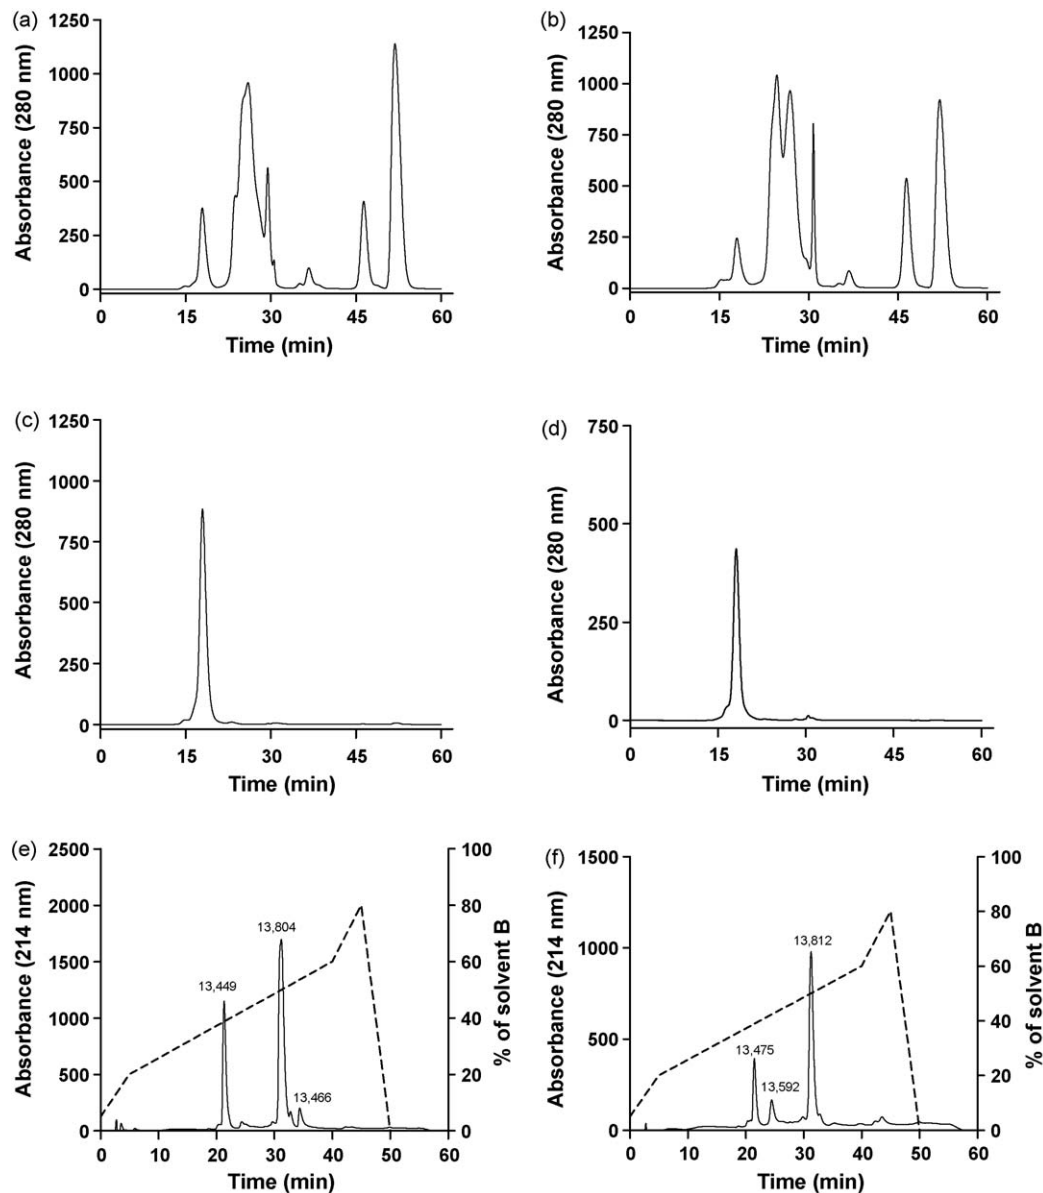 (a)
1250
1000
750
500
250
0
Absorbance (280 nm)
0 15 30 45 60
Time (min)
(b)
1250
1000
750
500
250
0
Absorbance (280 nm)
0 15 30 45 60
Time (min)
(c)
1250
1000
750
500
250
0
Absorbance (280 nm)
0 15 30 45 60
Time (min)
(d)
750
500
250
0
Absorbance (280 nm)
0 15 30 45 60
Time (min)
(e)
2500
2000
1500
1000
500
0
Absorbance (214 nm)
13,449
13,804
13,466
100
80
60
40
20
0
% of solvent B
0 10 20 30 40 50 60
Time (min)
(f)
1500
1000
500
0
Absorbance (214 nm)
13,475
13,592
13,812
100
80
60
40
20
0
% of solvent B
0 10 20 30 40 50 60
Time (min)